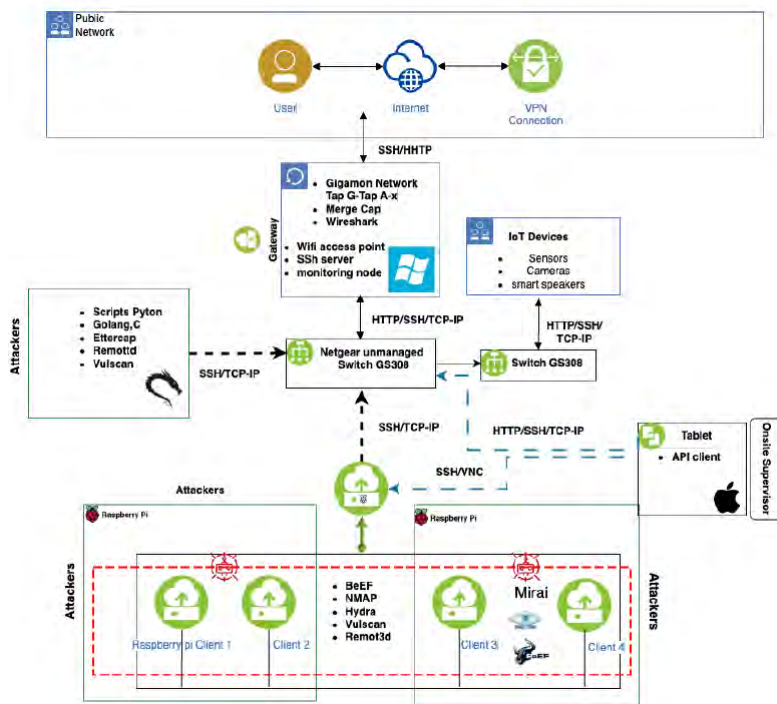 Public
Network
User
Internet
VPN
Connection
SSH/HHTP
Gateway
Gigamon Network
Tap G-Tap A-x
Merge Cap
Wireshark
Wifi access point
SSh server
monitoring node
IoT Devices
Sensors
Cameras
smart speakers
Attackers
Scripts Pyton
Golang,C
Ettercap
Remottd
Vulscan
HTTP/SSH/TCP-IP
HTTP/SSH/
TCP-IP
SSH/TCP-IP
Netgear unmanaged
Switch GS308
Switch GS308
SSH/TCP-IP
HTTP/SSH/TCP-IP
SSH/VNC
Tablet
API client
Onsite Supervisor
Attackers
Raspberry Pi
Raspberry Pi
Attackers
Attackers
BeEF
NMAP
Hydra
Vulscan
Remot3d
Mirai
BeEF
Raspberry pi Client 1
Client 2
Client 3
Client 4